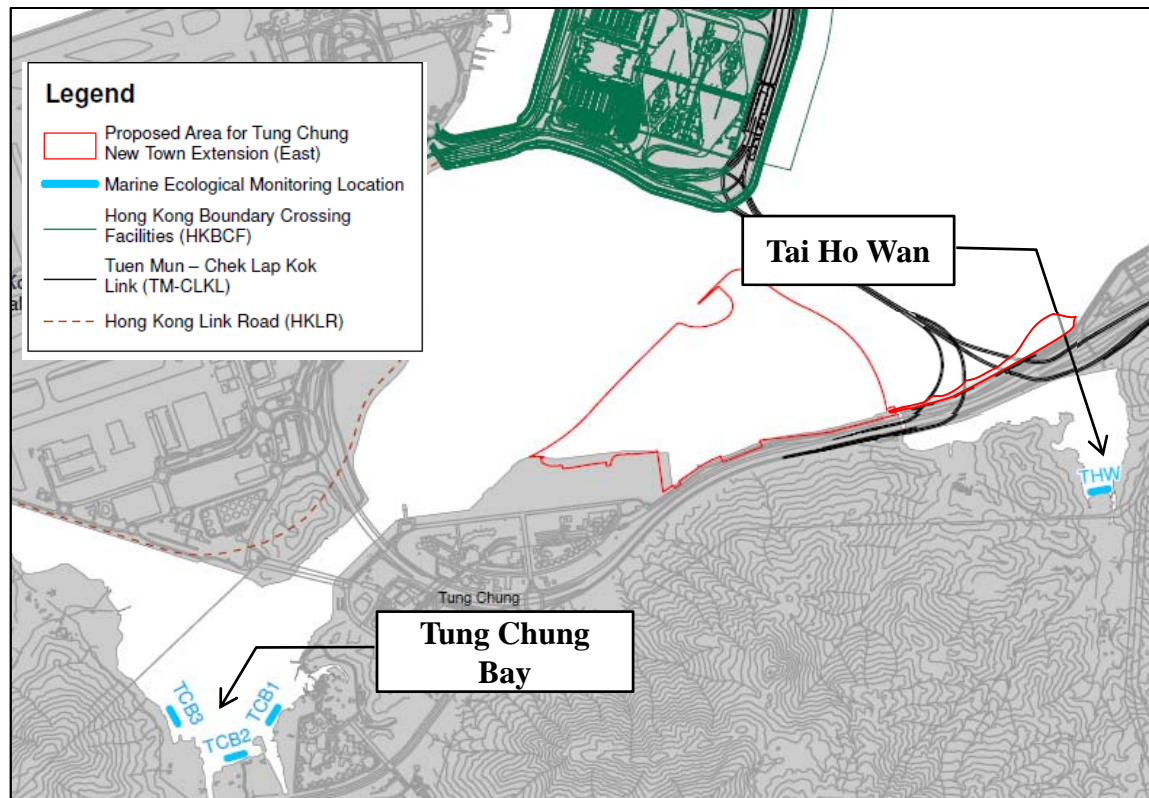 Legend
Proposed Area for Tung Chung
New Town Extension (East)
Marine Ecological Monitoring Location
Hong Kong Boundary Crossing
Facilities (HKBCF)
Tuen Mun – Chek Lap Kok
Link (TM-CLKL)
Hong Kong Link Road (HKLR)
Tai Ho Wan
THW
Tung Chung
Tung Chung
Bay
TCB3
TCB1
TCB2